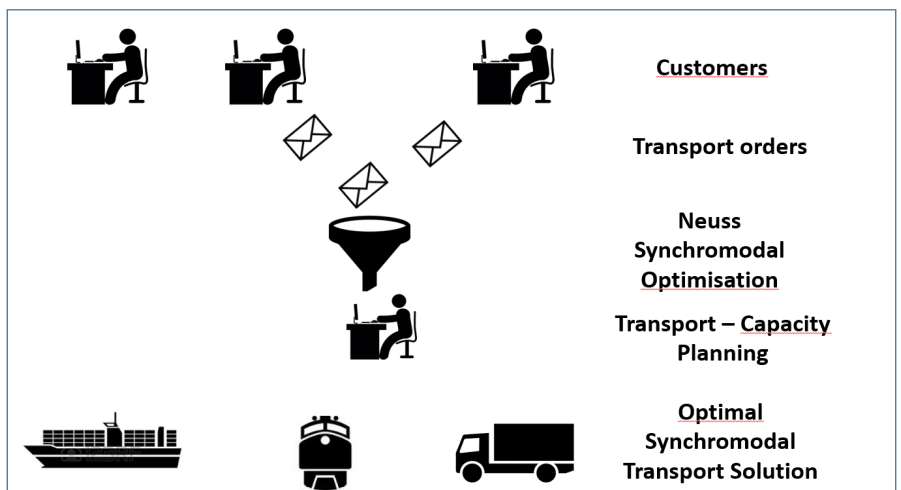 Customers
Transport orders
Neuss
Synchromodal
Optimisation
Transport – Capacity
Planning
Optimal
Synchromodal
Transport Solution